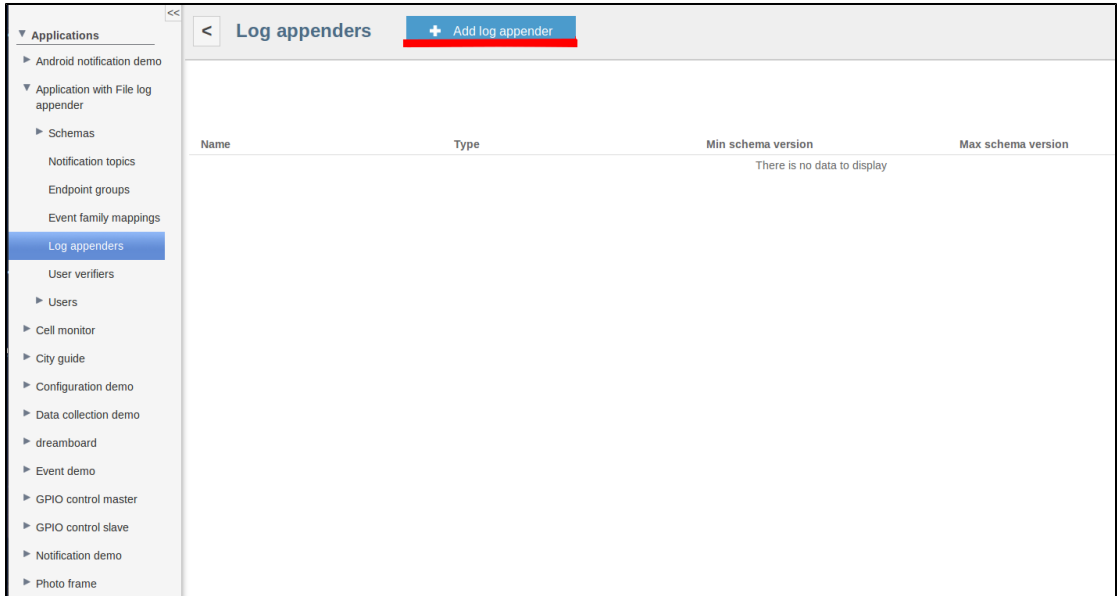 <<
Applications
Android notification demo
Application with File log
appender
Schemas
Notification topics
Endpoint groups
Event family mappings
Log appenders
User verifiers
Users
Cell monitor
City guide
Configuration demo
Data collection demo
dreamboard
Event demo
GPIO control master
GPIO control slave
Notification demo
Photo frame
< Log appenders + Add log appender
Name Type Min schema version Max schema version
There is no data to display